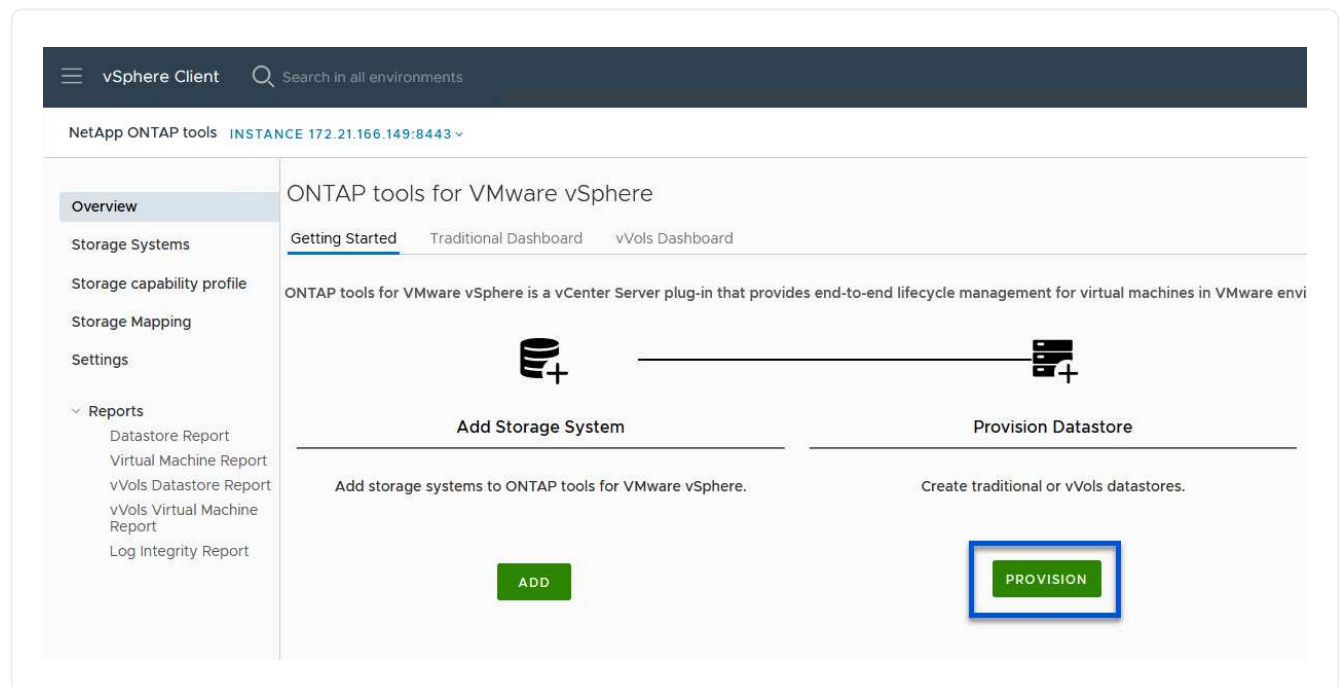 vSphere Client
Search in all environments
NetApp ONTAP tools INSTANCE 172.21.166.149:8443
Overview
Storage Systems
Storage capability profile
Storage Mapping
Settings
Reports
Datastore Report
Virtual Machine Report
vVols Datastore Report
vVols Virtual Machine
Report
Log Integrity Report
ONTAP tools for VMware vSphere
Getting Started Traditional Dashboard vVols Dashboard
ONTAP tools for VMware vSphere is a vCenter Server plug-in that provides end-to-end lifecycle management for virtual machines in VMware envi
Add Storage System
Add storage systems to ONTAP tools for VMware vSphere.
ADD
Provision Datastore
Create traditional or vVols datastores.
PROVISION